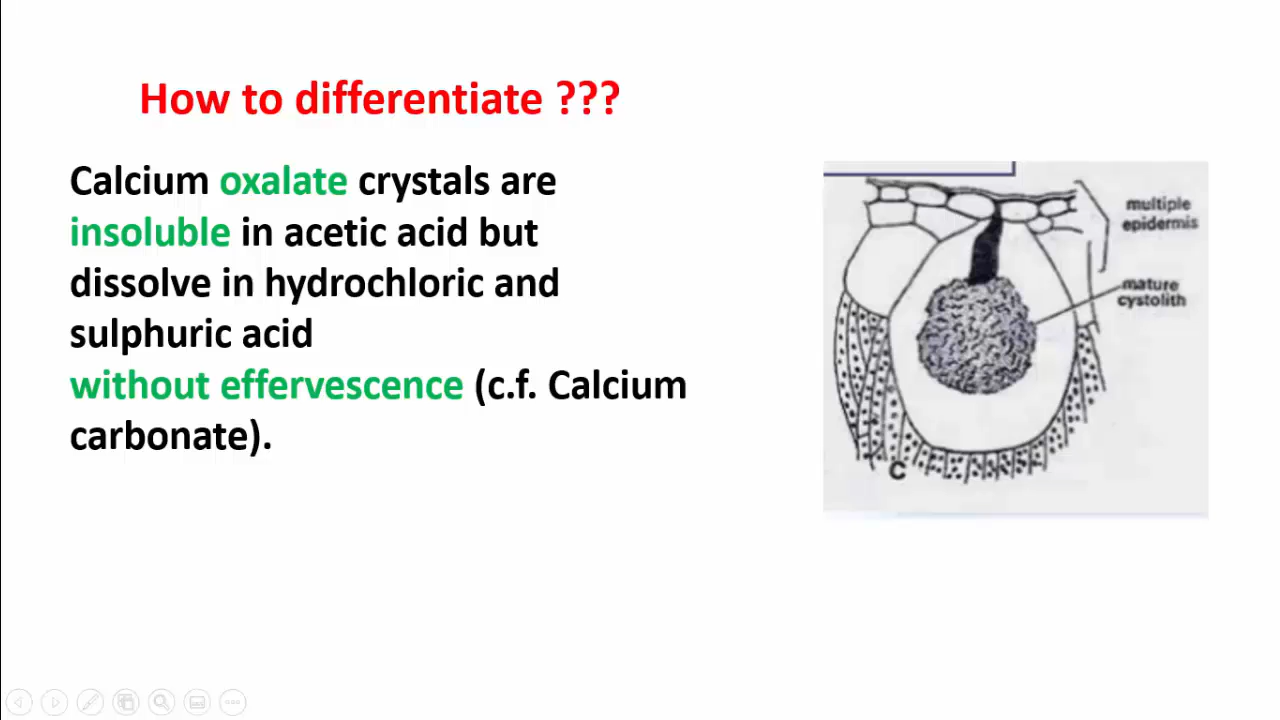 How to differentiate ???
Calcium oxalate crystals are
insoluble in acetic acid but
dissolve in hydrochloric and
sulphuric acid
without effervescence (c.f. Calcium
carbonate).
multiple
epidermis
mature
cystolith
C